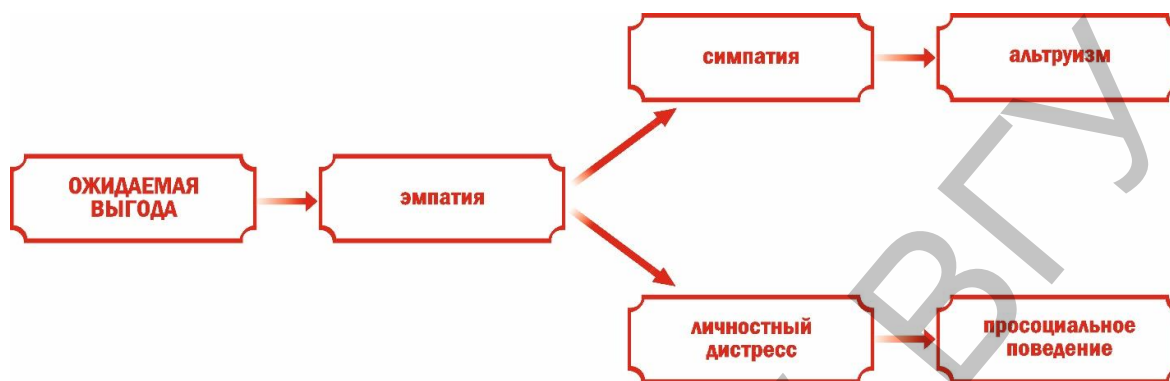 симпатия
альтруизм
ОЖИДАЕМАЯ
ВЫГОДА
эмпатия
личностный
дистресс
просоциальное
поведение
ВГУ